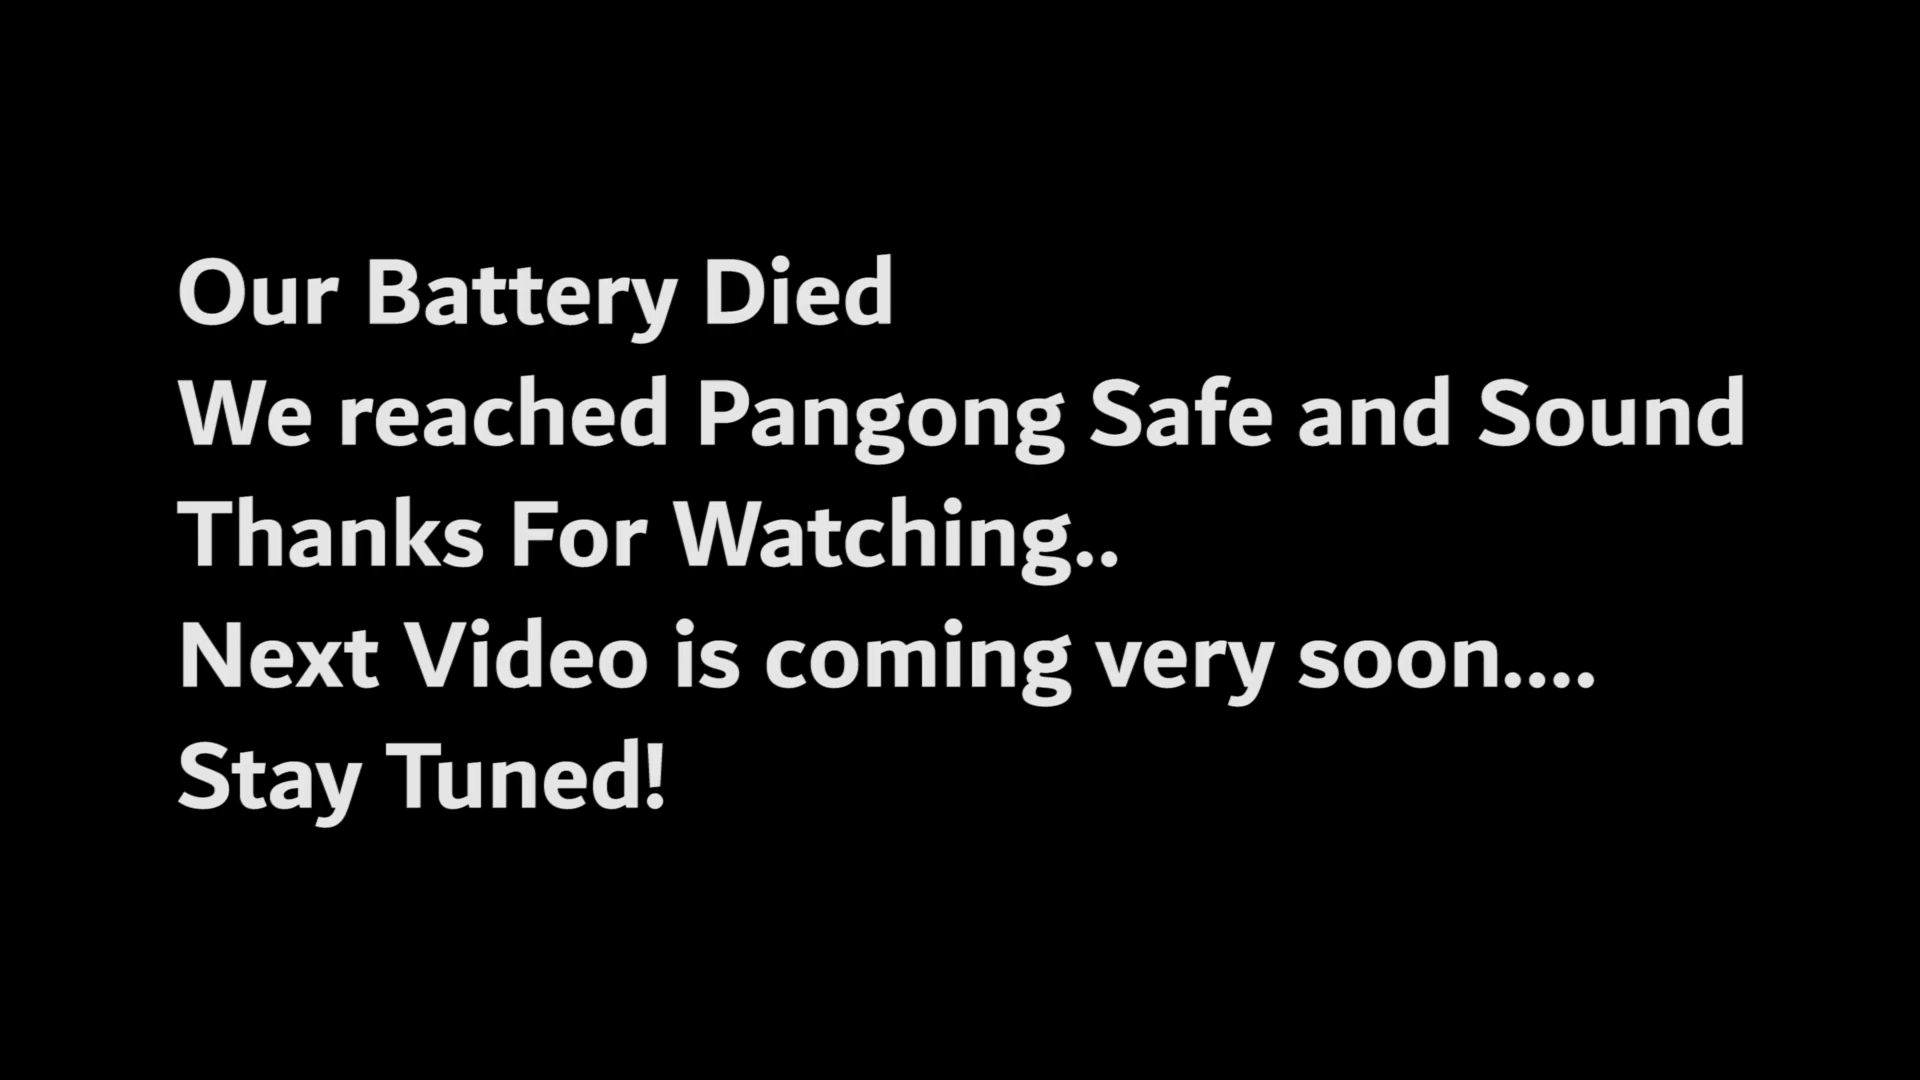 Our Battery Died
We reached Pangong Safe and Sound
Thanks For Watching..
Next Video is coming very soon....
Stay Tuned!